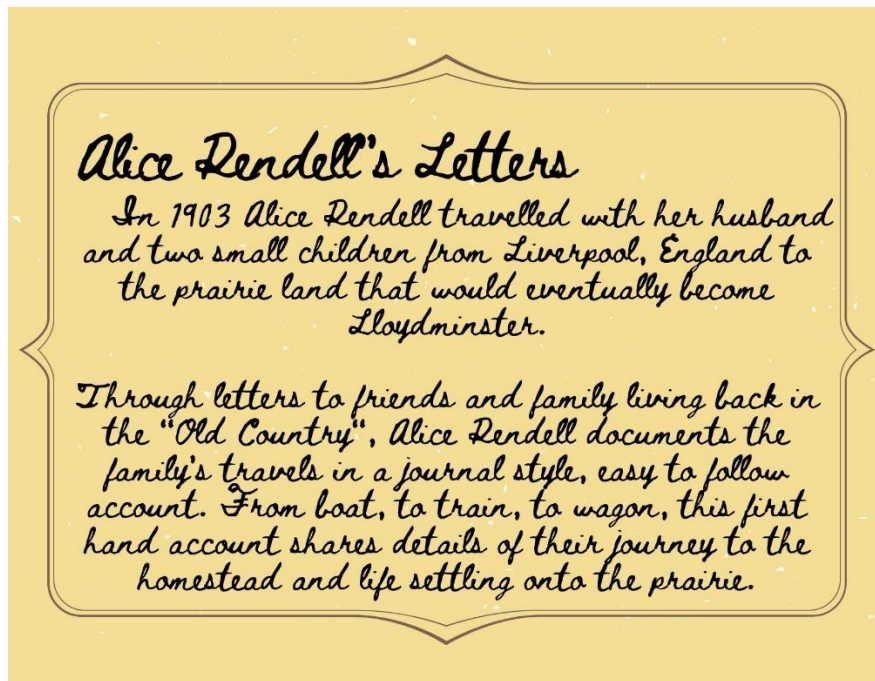 Alice Rendell's Letters
In 1903 Alice Rendell travelled with her husband
and two small children from Liverpool, England to
the prairie land that would eventually become
Lloydminster.
Through letters to friends and family living back in
the "Old Country", Alice Rendell documents the
family's travels in a journal style, easy to follow
account. From boat, to train, to wagon, this first
hand account shares details of their journey to the
homestead and life settling onto the prairie.